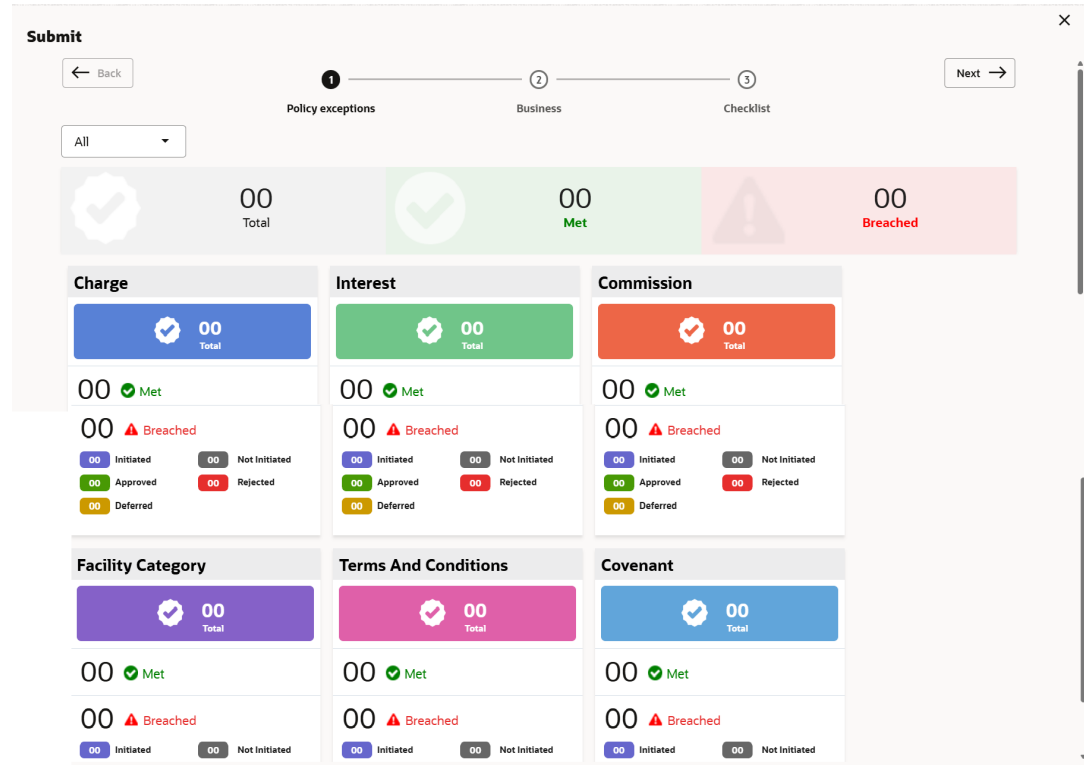 Submit
Back
Next
1 2 3
Policy exceptions Business Checklist
All
00 00 00
Total Met Breached
Charge Interest Commission
00 00 00
Total Total Total
00 Met 00 Met 00 Met
00 Breached 00 Breached 00 Breached
00 Initiated 00 Not Initiated 00 Initiated 00 Not Initiated 00 Initiated 00 Not Initiated
00 Approved 00 Rejected 00 Approved 00 Rejected 00 Approved 00 Rejected
00 Deferred 00 Deferred 00 Deferred
Facility Category Terms And Conditions Covenant
00 00 00
Total Total Total
00 Met 00 Met 00 Met
00 Breached 00 Breached 00 Breached
00 Initiated 00 Not Initiated 00 Initiated 00 Not Initiated 00 Initiated 00 Not Initiated